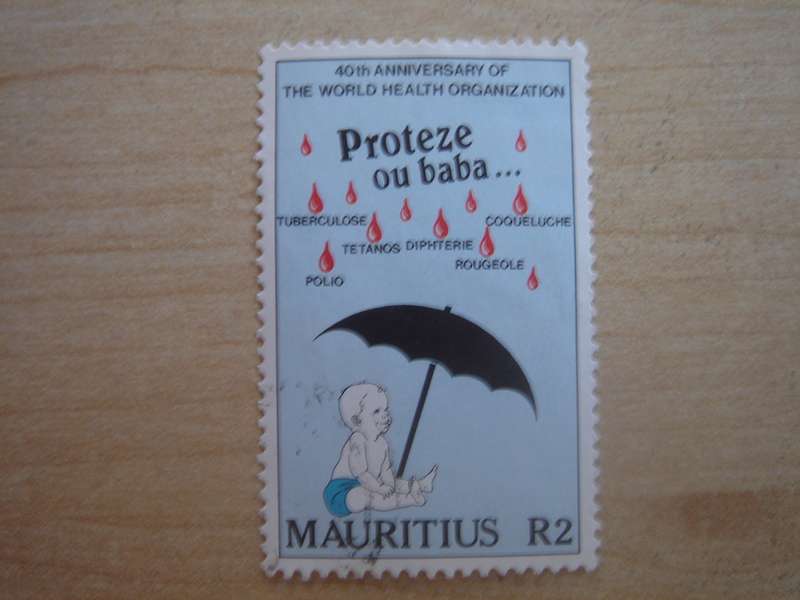 40th ANNIVERSARY OF
THE WORLD HEALTH ORGANIZATION
Proteze
ou baba...
TUBERCULOSE COQUELUCHE
TETANOS DIPHTERIE
POLIO ROUGEOLE
MAURITIUS R2